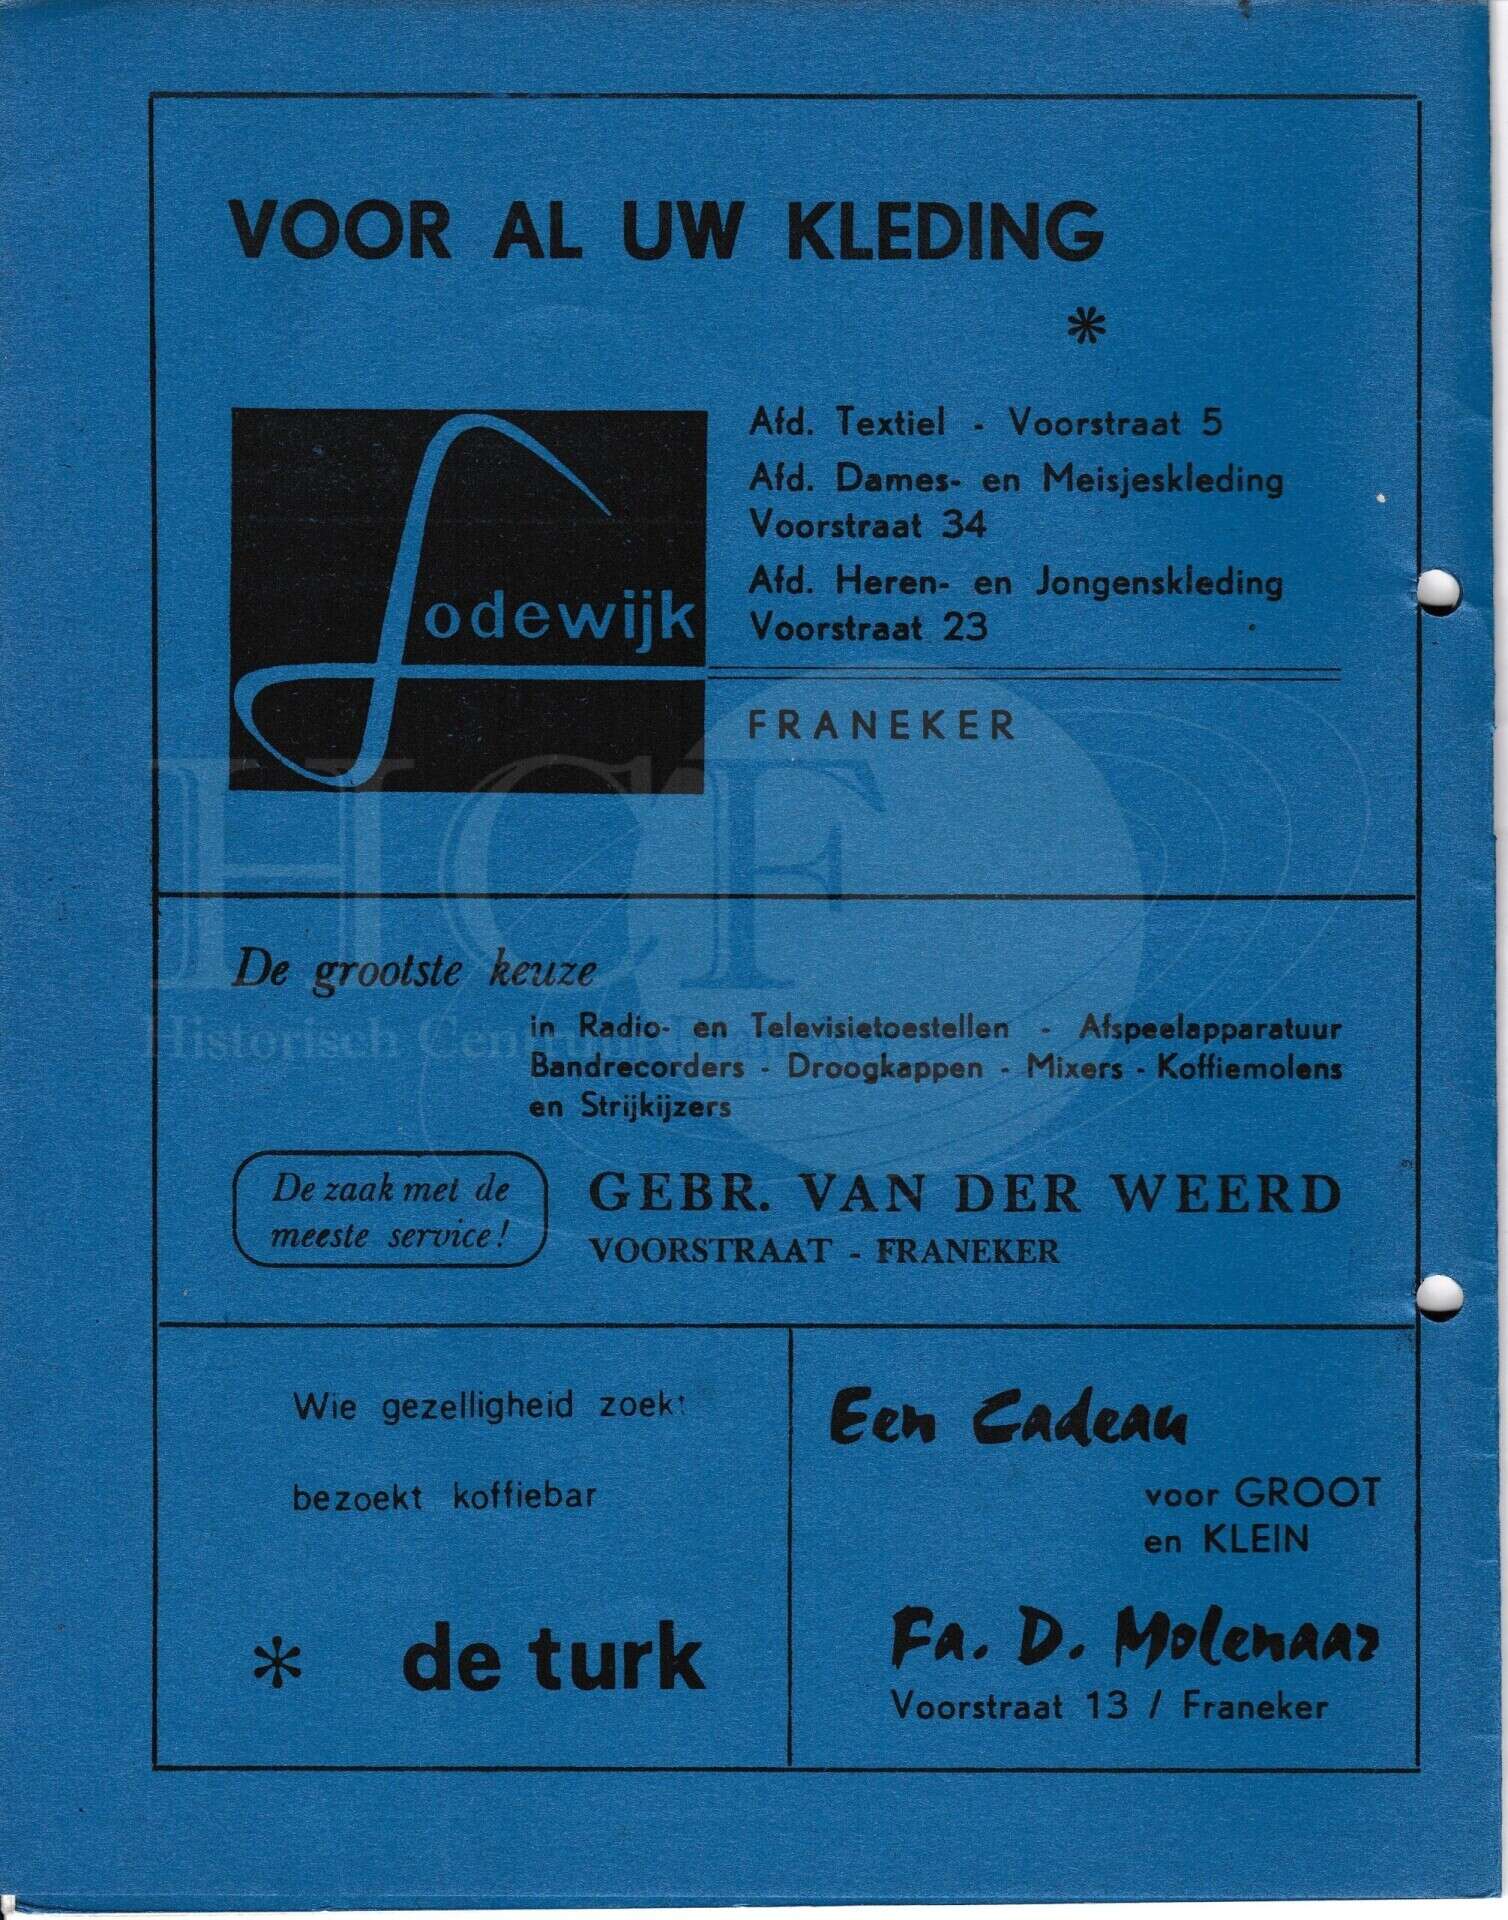 VOOR AL UW KLEDING
*
Lodewijk
Afd. Textiel - Voorstraat 5
Afd. Dames- en Meisjeskleding
Voorstraat 34
Afd. Heren- en Jongenskleding
Voorstraat 23
FRANEKER
HCF
Historisch
De grootste keuze
in Radio- en Televisietoestellen - Afspeelapparatuur
Bandrecorders - Droogkappen - Mixers - Koffiemolens
en Strijkijzers
De zaak met de
meeste service!
GEBR. VAN DER WEERD
VOORSTRAAT - FRANEKER
Wie gezelligheid zoekt
bezoekt koffiebar
* de turk
Een Cadeau
voor GROOT
en KLEIN
Fa. D. Molenaar
Voorstraat 13 / Franeker